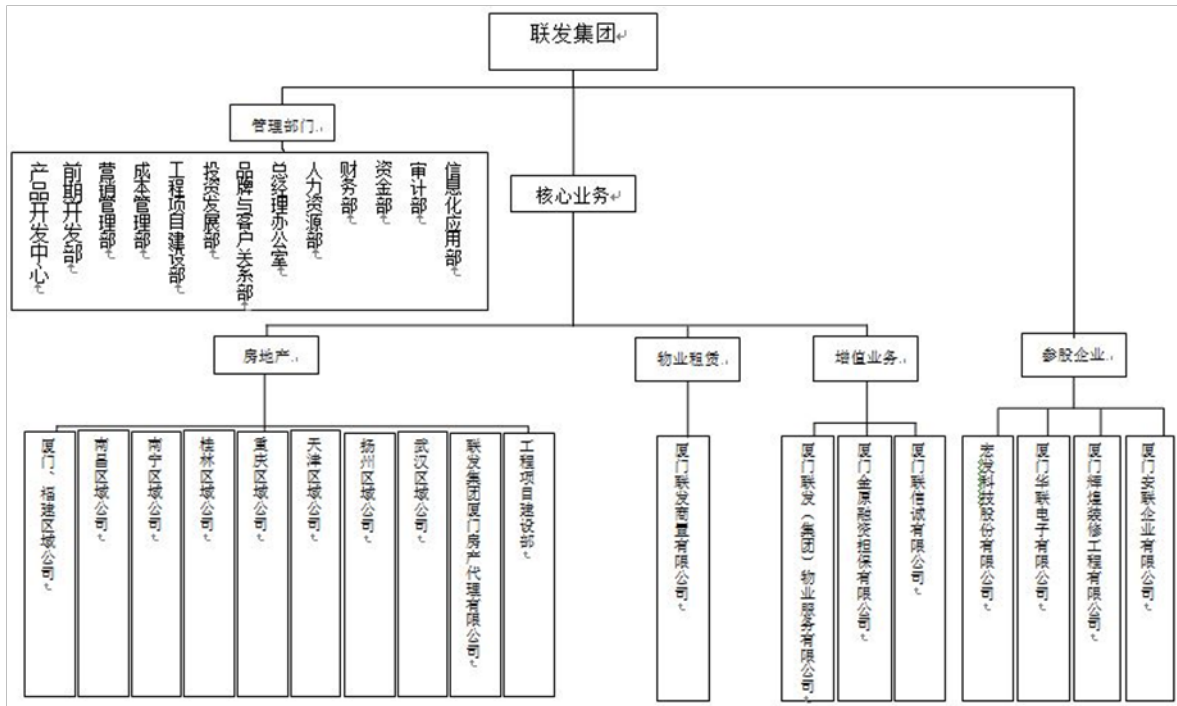 联发集团
管理部门
产品开发中心
前期开发部
营销管理部
成本管理部
工程项目建设部
投资发展部
品牌与客户关系部
总经理办公室
人力资源部
财务部
资金部
审计部
信息化应用部
核心业务
房地产
物业租赁
增值业务
参股企业
厦门、福建区域公司
南昌区域公司
南宁区域公司
桂林区域公司
重庆区域公司
天津区域公司
扬州区域公司
武汉区域公司
联发集团厦门房产代理有限公司
工程项目建设部
厦门联发商置有限公司
厦门联发（集团）物业服务有限公司
厦门金原融资担保有限公司
厦门联信诚有限公司
宏发科技股份有限公司
厦门华联电子有限公司
厦门辉煌装修工程有限公司
厦门安联企业有限公司